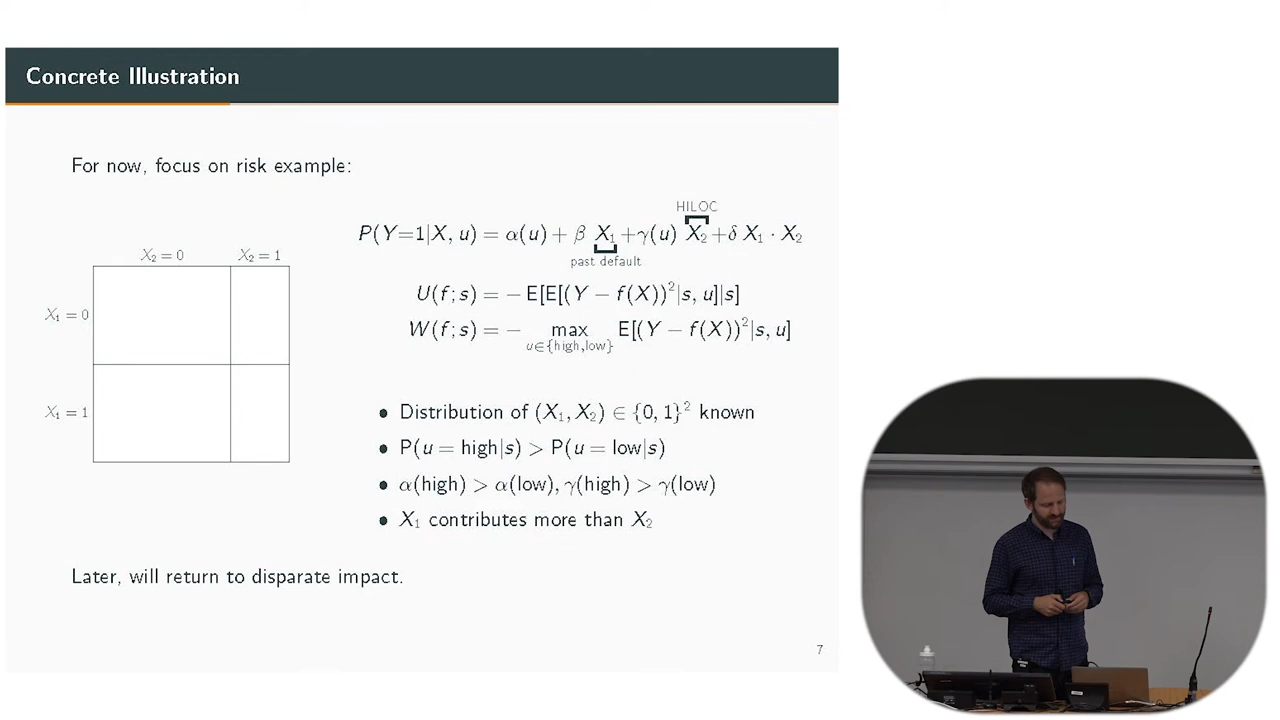 Concrete Illustration
For now, focus on risk example:
HILOC
P(Y=1|X, u) = α(u) + β X₁ + γ(u) X₂ + δ X₁ · X₂
past default
X₂ = 0 X₂ = 1
X₁ = 0
X₁ = 1
U(f; s) = − E[E[(Y − f(X))²|s, u]|s]
W(f; s) = − max E[(Y − f(X))²|s, u]
u∈{high,low}
• Distribution of (X₁, X₂) ∈ {0, 1}² known
• P(u = high|s) > P(u = low|s)
• α(high) > α(low), γ(high) > γ(low)
• X₁ contributes more than X₂
Later, will return to disparate impact.
7